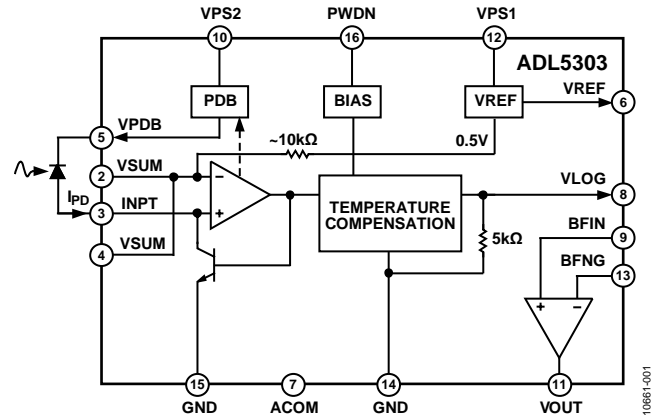 VPS2 PWDN VPS1
10 16 12
ADL5303
PDB BIAS VREF VREF
6
VPDB
5
~10kΩ 0.5V
VSUM
2
IPD INPT
3
VSUM
4
− +
TEMPERATURE
COMPENSATION
VLOG
8
5kΩ
BFIN
9
BFNG
13
+ −
15 7 14 11
GND ACOM GND VOUT
10661-001